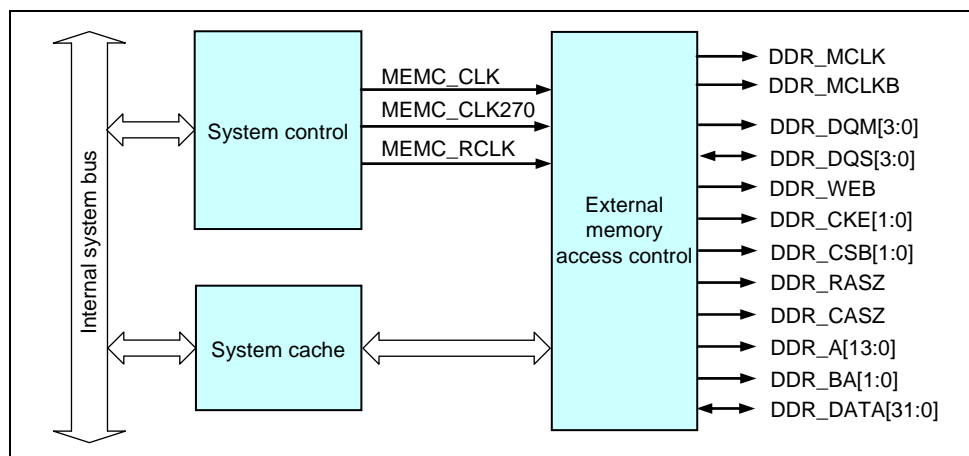 Internal system bus
System control
System cache
MEMC_CLK
MEMC_CLK270
MEMC_RCLK
External
memory
access control
DDR_MCLK
DDR_MCLKB
DDR_DQM[3:0]
DDR_DQS[3:0]
DDR_WEB
DDR_CKE[1:0]
DDR_CSB[1:0]
DDR_RASZ
DDR_CASZ
DDR_A[13:0]
DDR_BA[1:0]
DDR_DATA[31:0]